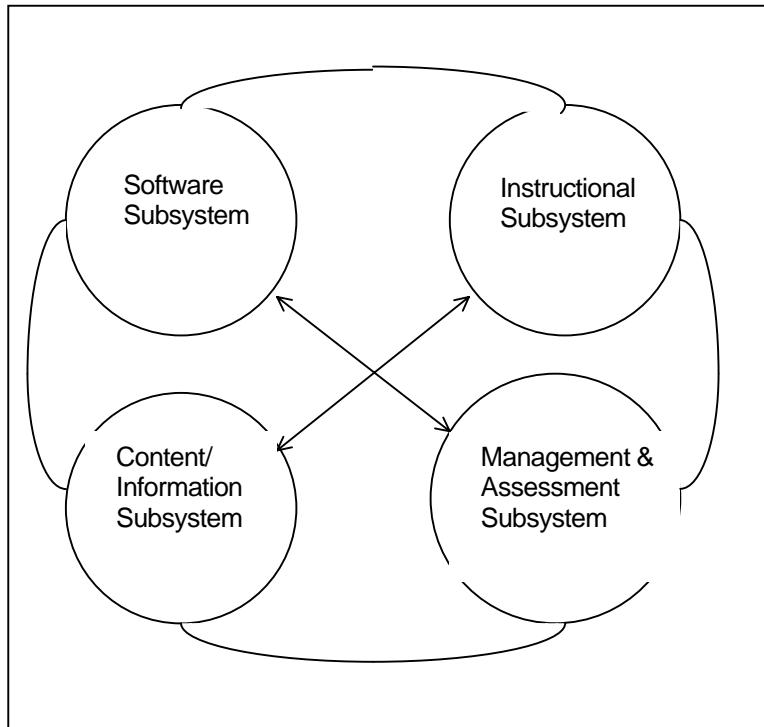 Software
Subsystem
Instructional
Subsystem
Content/
Information
Subsystem
Management &
Assessment
Subsystem